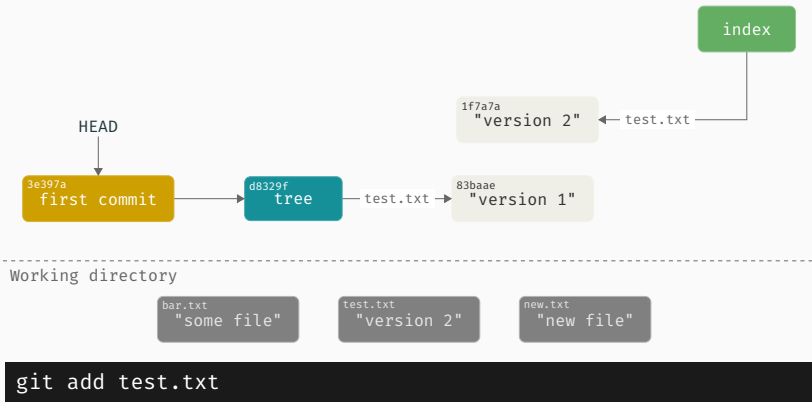 index
1f7a7a
"version 2"
test.txt
HEAD
3e397a
first commit
d8329f
tree
test.txt
83baae
"version 1"
Working directory
bar.txt
"some file"
test.txt
"version 2"
new.txt
"new file"
git add test.txt